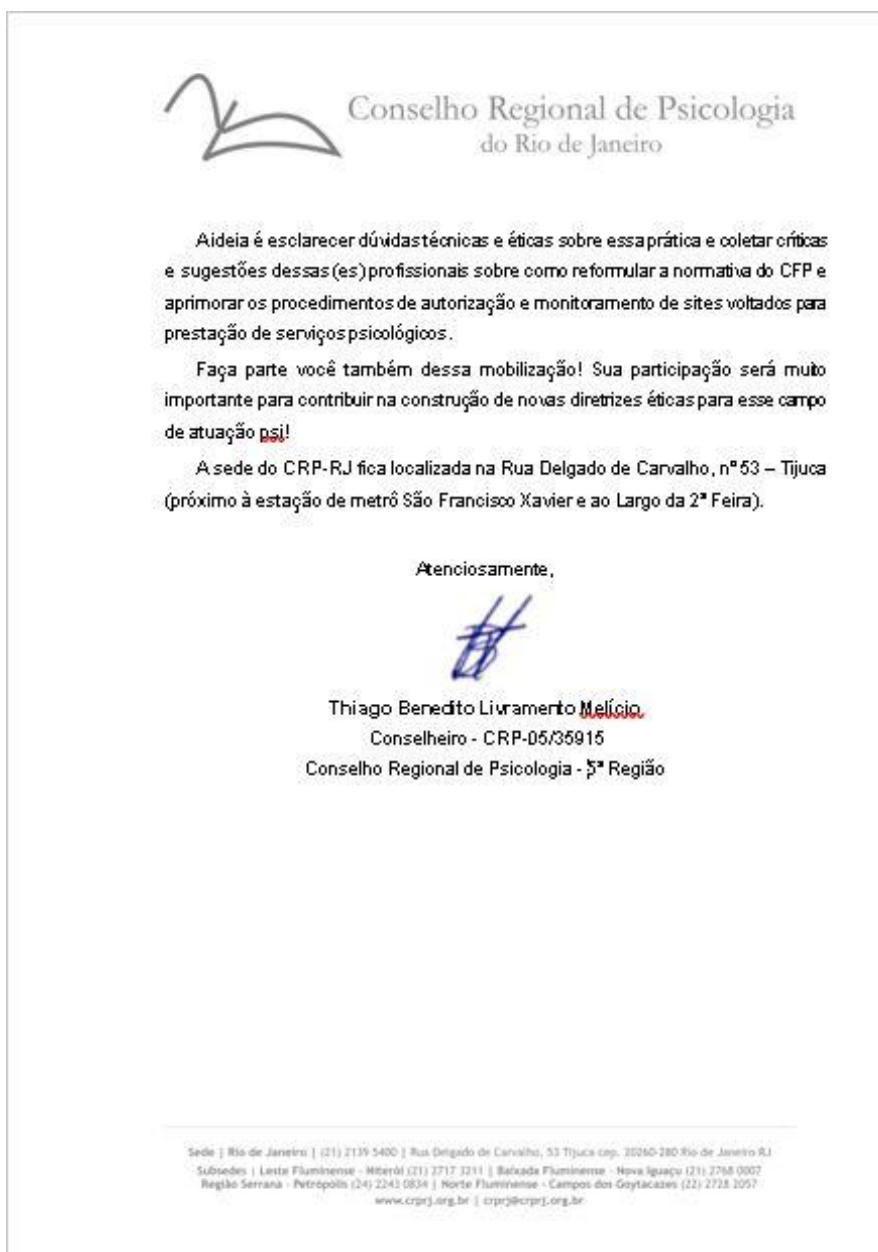 Conselho Regional de Psicologia
do Rio de Janeiro
A ideia é esclarecer dúvidas técnicas e éticas sobre essa prática e coletar críticas
e sugestões dessas (es) profissionais sobre como reformular a normativa do CFP e
aprimorar os procedimentos de autorização e monitoramento de sites voltados para
prestação de serviços psicológicos.
Faça parte você também dessa mobilização! Sua participação será muito
importante para contribuir na construção de novas diretrizes éticas para esse campo
de atuação psi!
A sede do CRP-RJ fica localizada na Rua Delgado de Carvalho, nº 53 – Tijuca
(próximo à estação de metrô São Francisco Xavier e ao Largo da 2ª Feira).
Atenciosamente,
Thiago Benedito Livramento Melício
Conselheiro - CRP-05/35915
Conselho Regional de Psicologia - 5ª Região
Sede | Rio de Janeiro | (21) 2139 5400 | Rua Delgado de Carvalho, 53 Tijuca cep. 20260-280 Rio de Janeiro RJ
Subsedes | Leste Fluminense - Niterói (21) 2717 3211 | Baixada Fluminense - Nova Iguaçu (21) 2768 0007
Região Serrana - Petrópolis (24) 2243 0834 | Norte Fluminense - Campos dos Goytacazes (22) 2728 2057
www.crprj.org.br | crprj@crprj.org.br